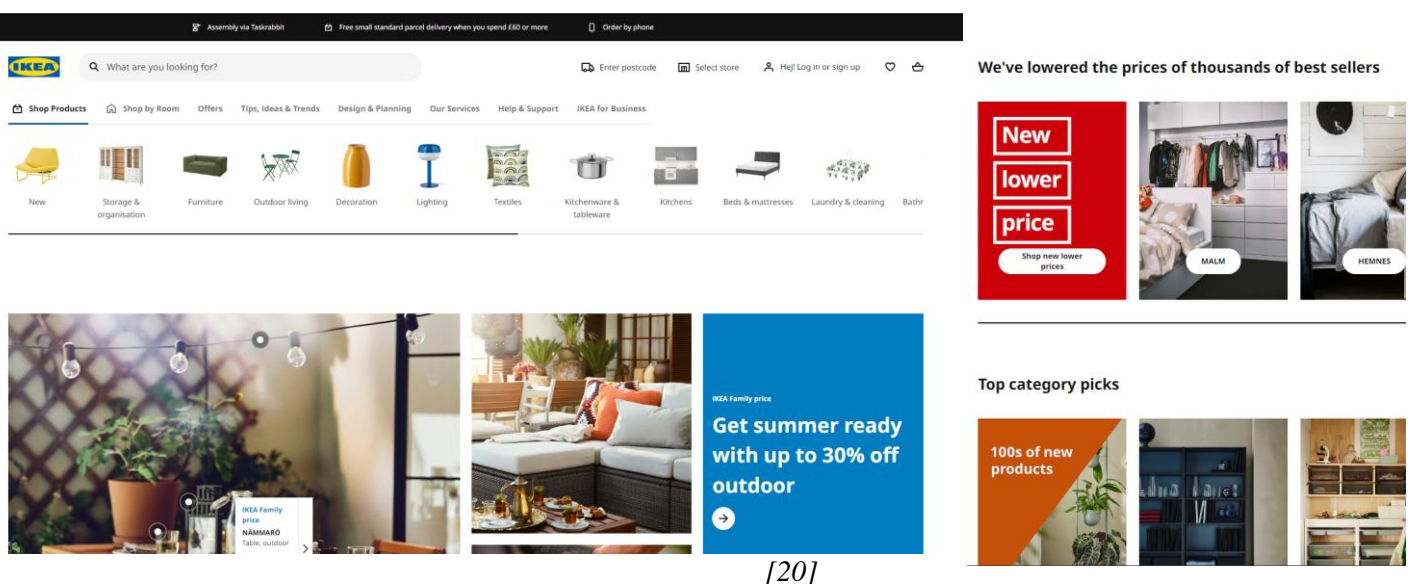 Assembly via Taskrabbit
Free small standard parcel delivery when you spend £60 or more
Order by phone
IKEA
What are you looking for?
Enter postcode
Select store
Hej! Log in or sign up
Shop Products
Shop by Room
Offers
Tips, Ideas & Trends
Design & Planning
Our Services
Help & Support
IKEA for Business
New
Storage &
organisation
Furniture
Outdoor living
Decoration
Lighting
Textiles
Kitchenware &
tableware
Kitchens
Beds & mattresses
Laundry & cleaning
Bathr
IKEA Family
price
NÄMMARÖ
Table, outdoor
IKEA Family price
Get summer ready
with up to 30% off
outdoor
We've lowered the prices of thousands of best sellers
New
lower
price
Shop new lower
prices
MALM
HEMNES
Top category picks
100s of new
products
[20]